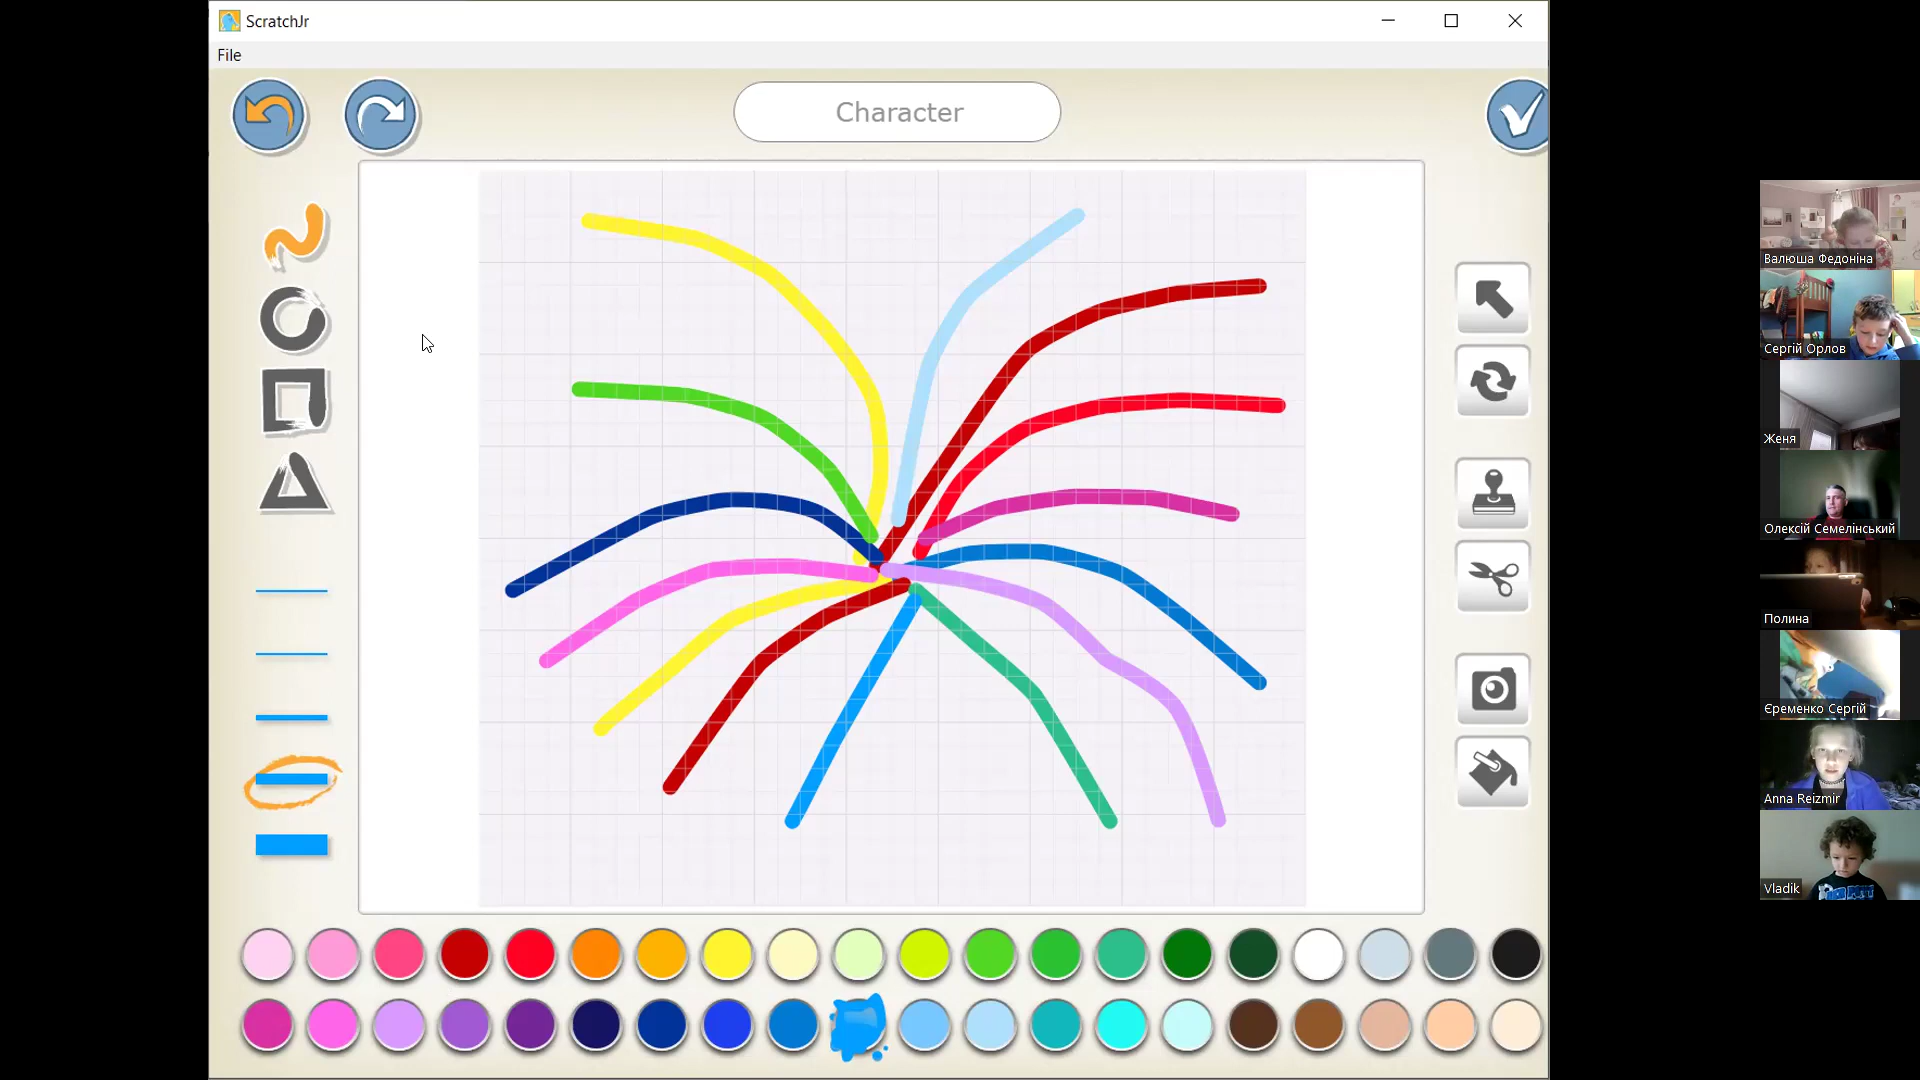 ScratchJr
File
Character
Валюша Федоніна
Сергій Орлов
Женя
Олексій Семелінський
Полина
Єременко Сергій
Anna Reizmir
Vladik